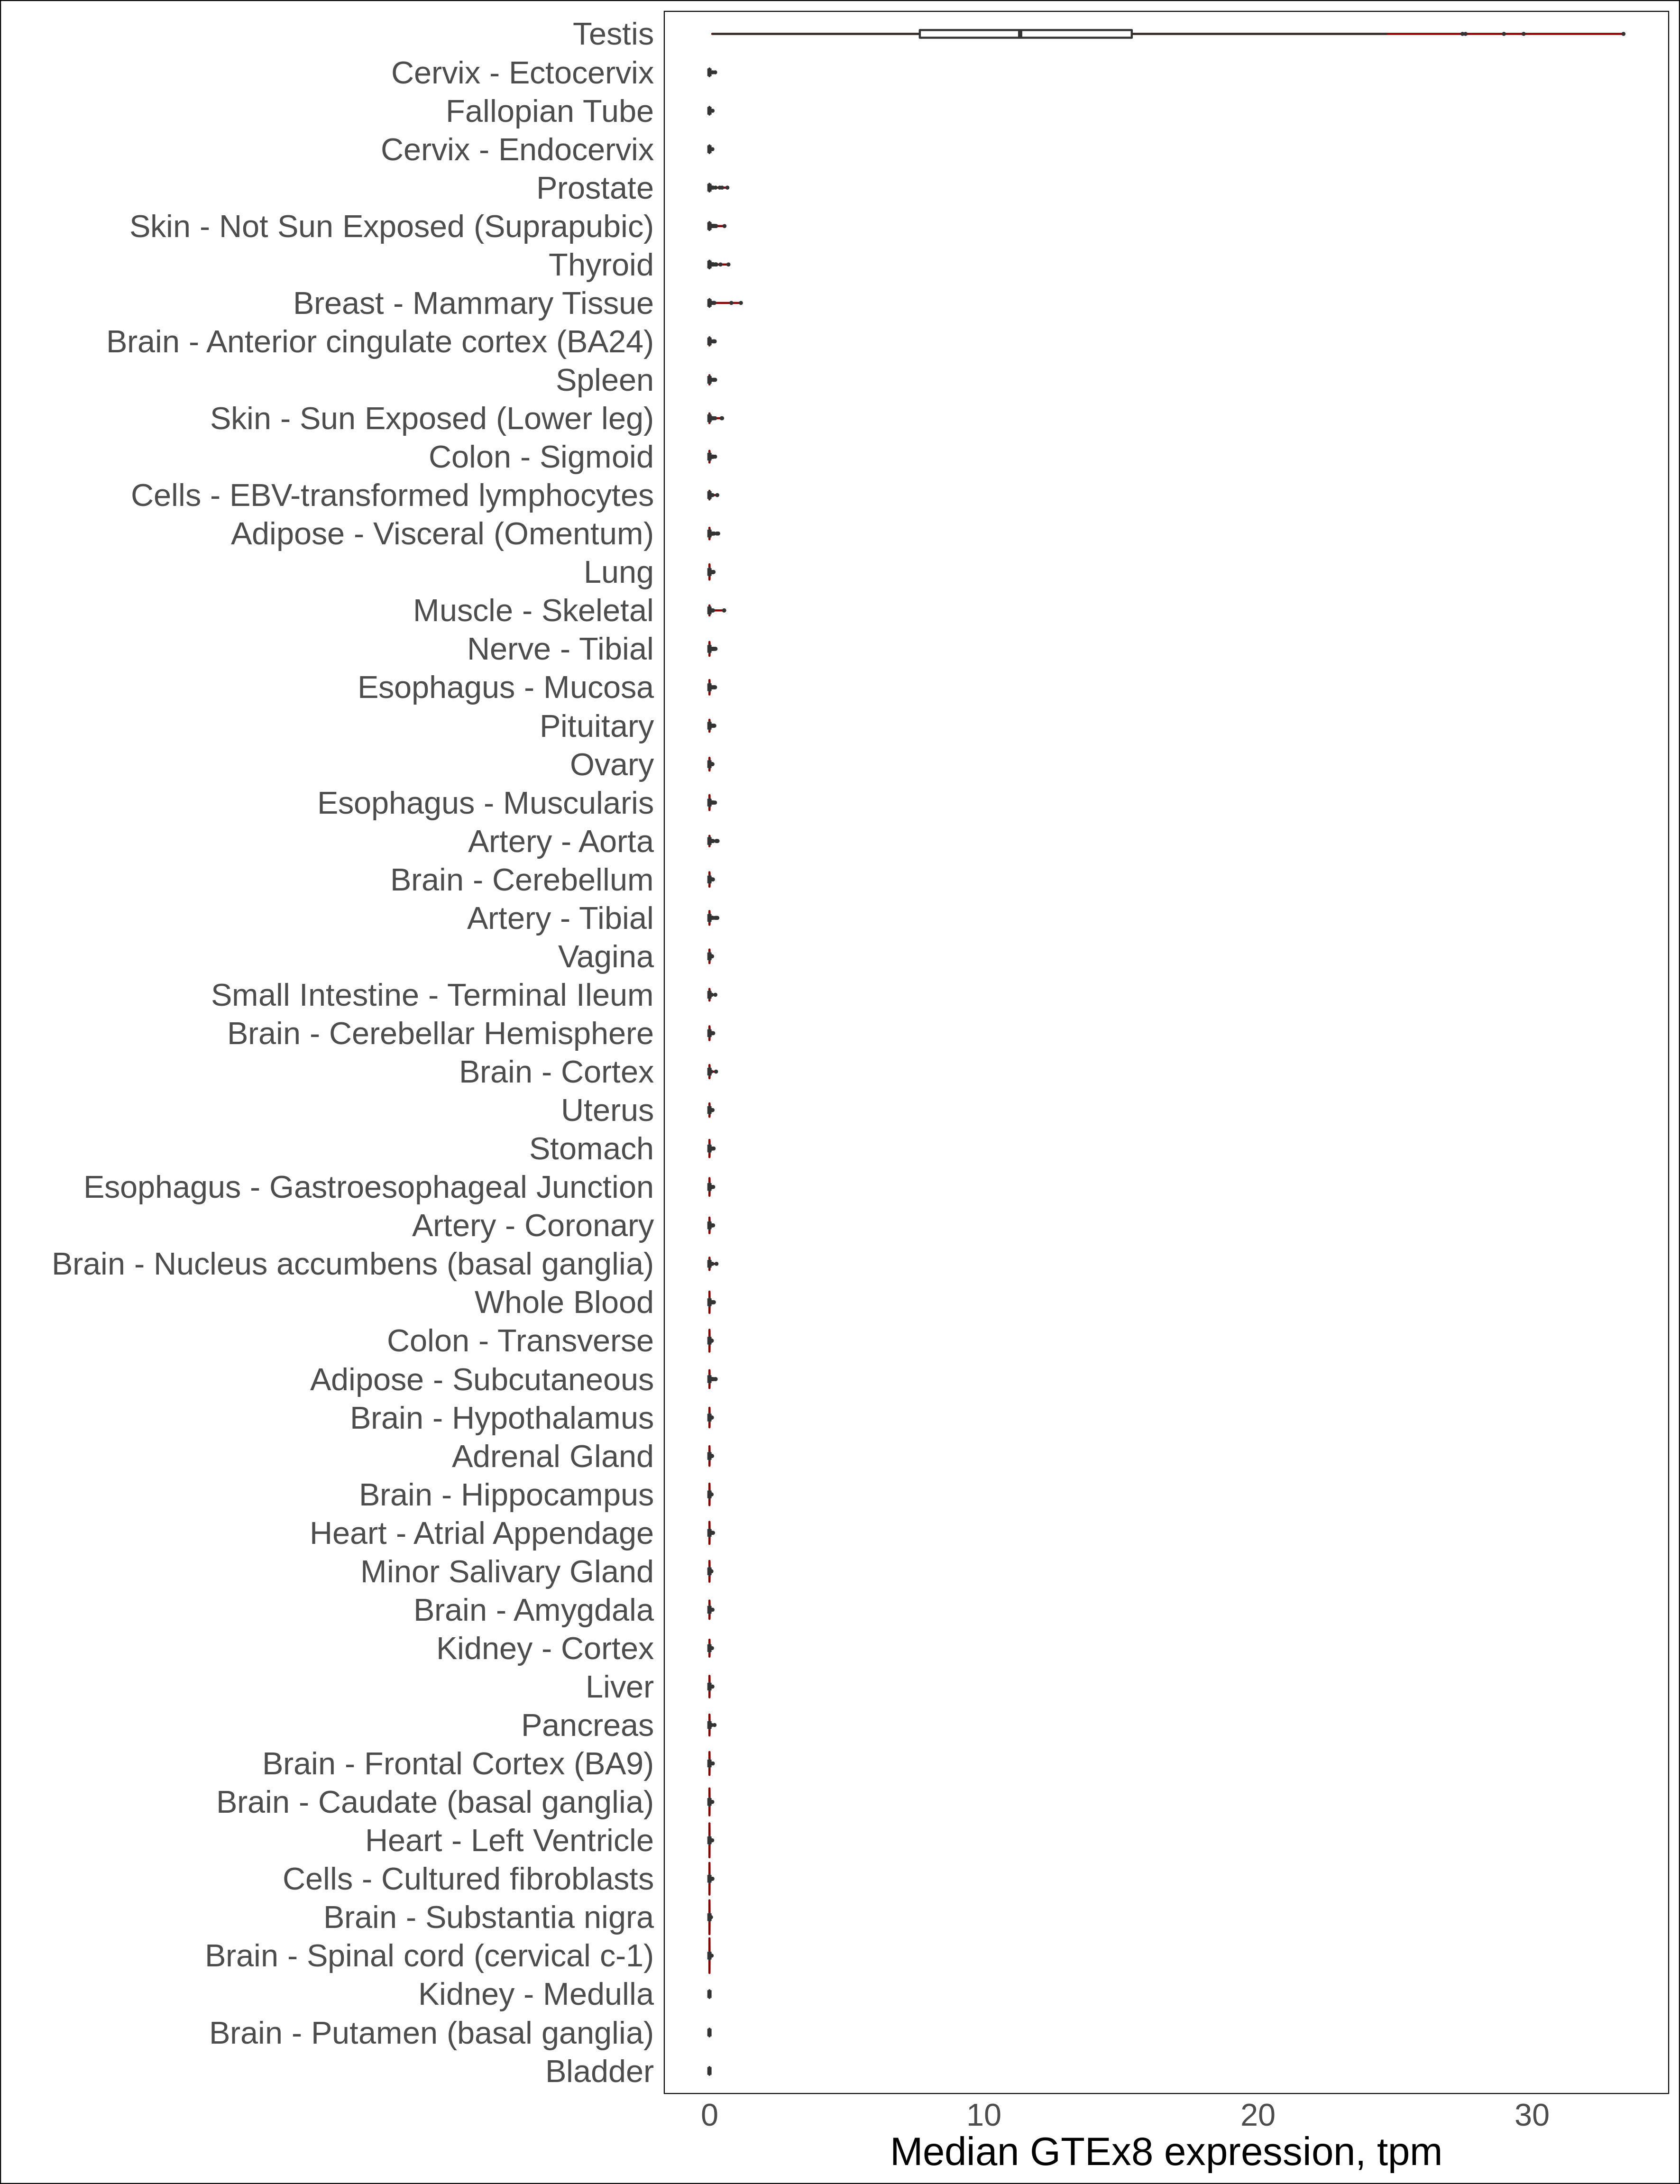 Testis
Cervix - Ectocervix
Fallopian Tube
Cervix - Endocervix
Prostate
Skin - Not Sun Exposed (Suprapubic)
Thyroid
Breast - Mammary Tissue
Brain - Anterior cingulate cortex (BA24)
Spleen
Skin - Sun Exposed (Lower leg)
Colon - Sigmoid
Cells - EBV-transformed lymphocytes
Adipose - Visceral (Omentum)
Lung
Muscle - Skeletal
Nerve - Tibial
Esophagus - Mucosa
Pituitary
Ovary
Esophagus - Muscularis
Artery - Aorta
Brain - Cerebellum
Artery - Tibial
Vagina
Small Intestine - Terminal Ileum
Brain - Cerebellar Hemisphere
Brain - Cortex
Uterus
Stomach
Esophagus - Gastroesophageal Junction
Artery - Coronary
Brain - Nucleus accumbens (basal ganglia)
Whole Blood
Colon - Transverse
Adipose - Subcutaneous
Brain - Hypothalamus
Adrenal Gland
Brain - Hippocampus
Heart - Atrial Appendage
Minor Salivary Gland
Brain - Amygdala
Kidney - Cortex
Liver
Pancreas
Brain - Frontal Cortex (BA9)
Brain - Caudate (basal ganglia)
Heart - Left Ventricle
Cells - Cultured fibroblasts
Brain - Substantia nigra
Brain - Spinal cord (cervical c-1)
Kidney - Medulla
Brain - Putamen (basal ganglia)
Bladder
0 10 20 30
Median GTEx8 expression, tpm